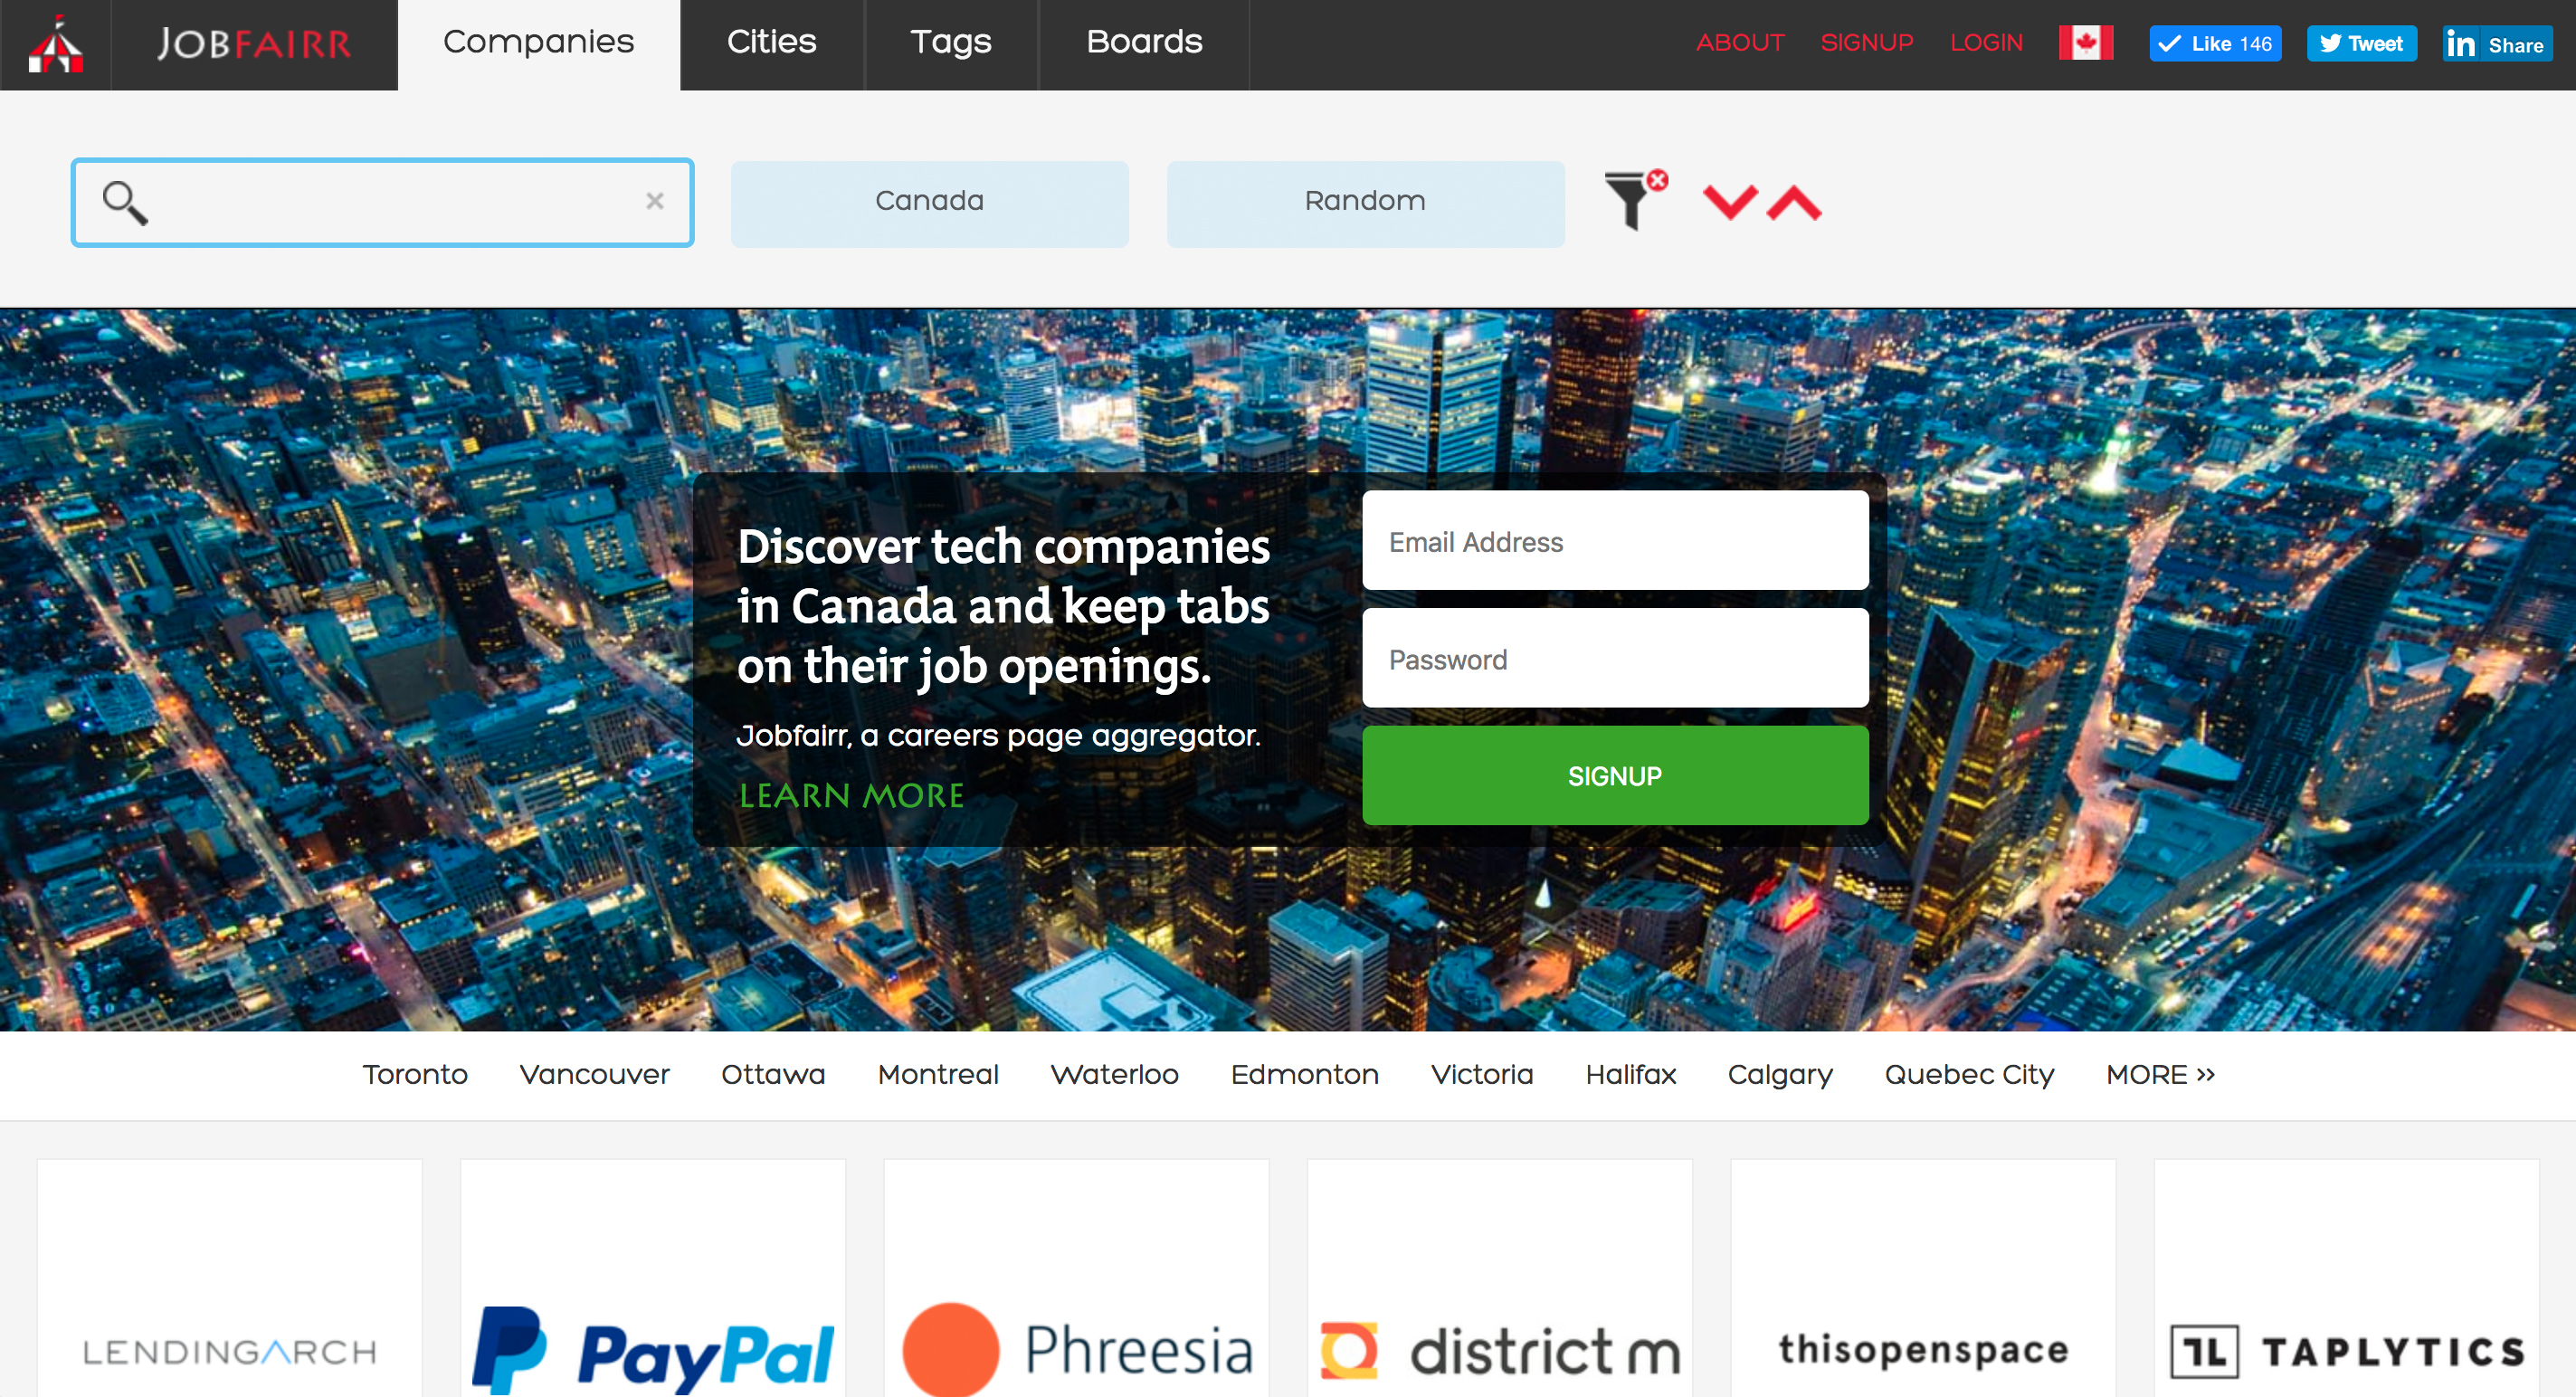 JOBFAIRR
Companies
Cities
Tags
Boards
ABOUT
SIGNUP
LOGIN
Like 146
Tweet
in Share
Canada
Random
Discover tech companies
in Canada and keep tabs
on their job openings.
Jobfairr, a careers page aggregator.
LEARN MORE
Email Address
Password
SIGNUP
Toronto
Vancouver
Ottawa
Montreal
Waterloo
Edmonton
Victoria
Halifax
Calgary
Quebec City
MORE >>
LENDINGARCH
PayPal
Phreesia
district m
thisopenspace
TL TAPLYTICS